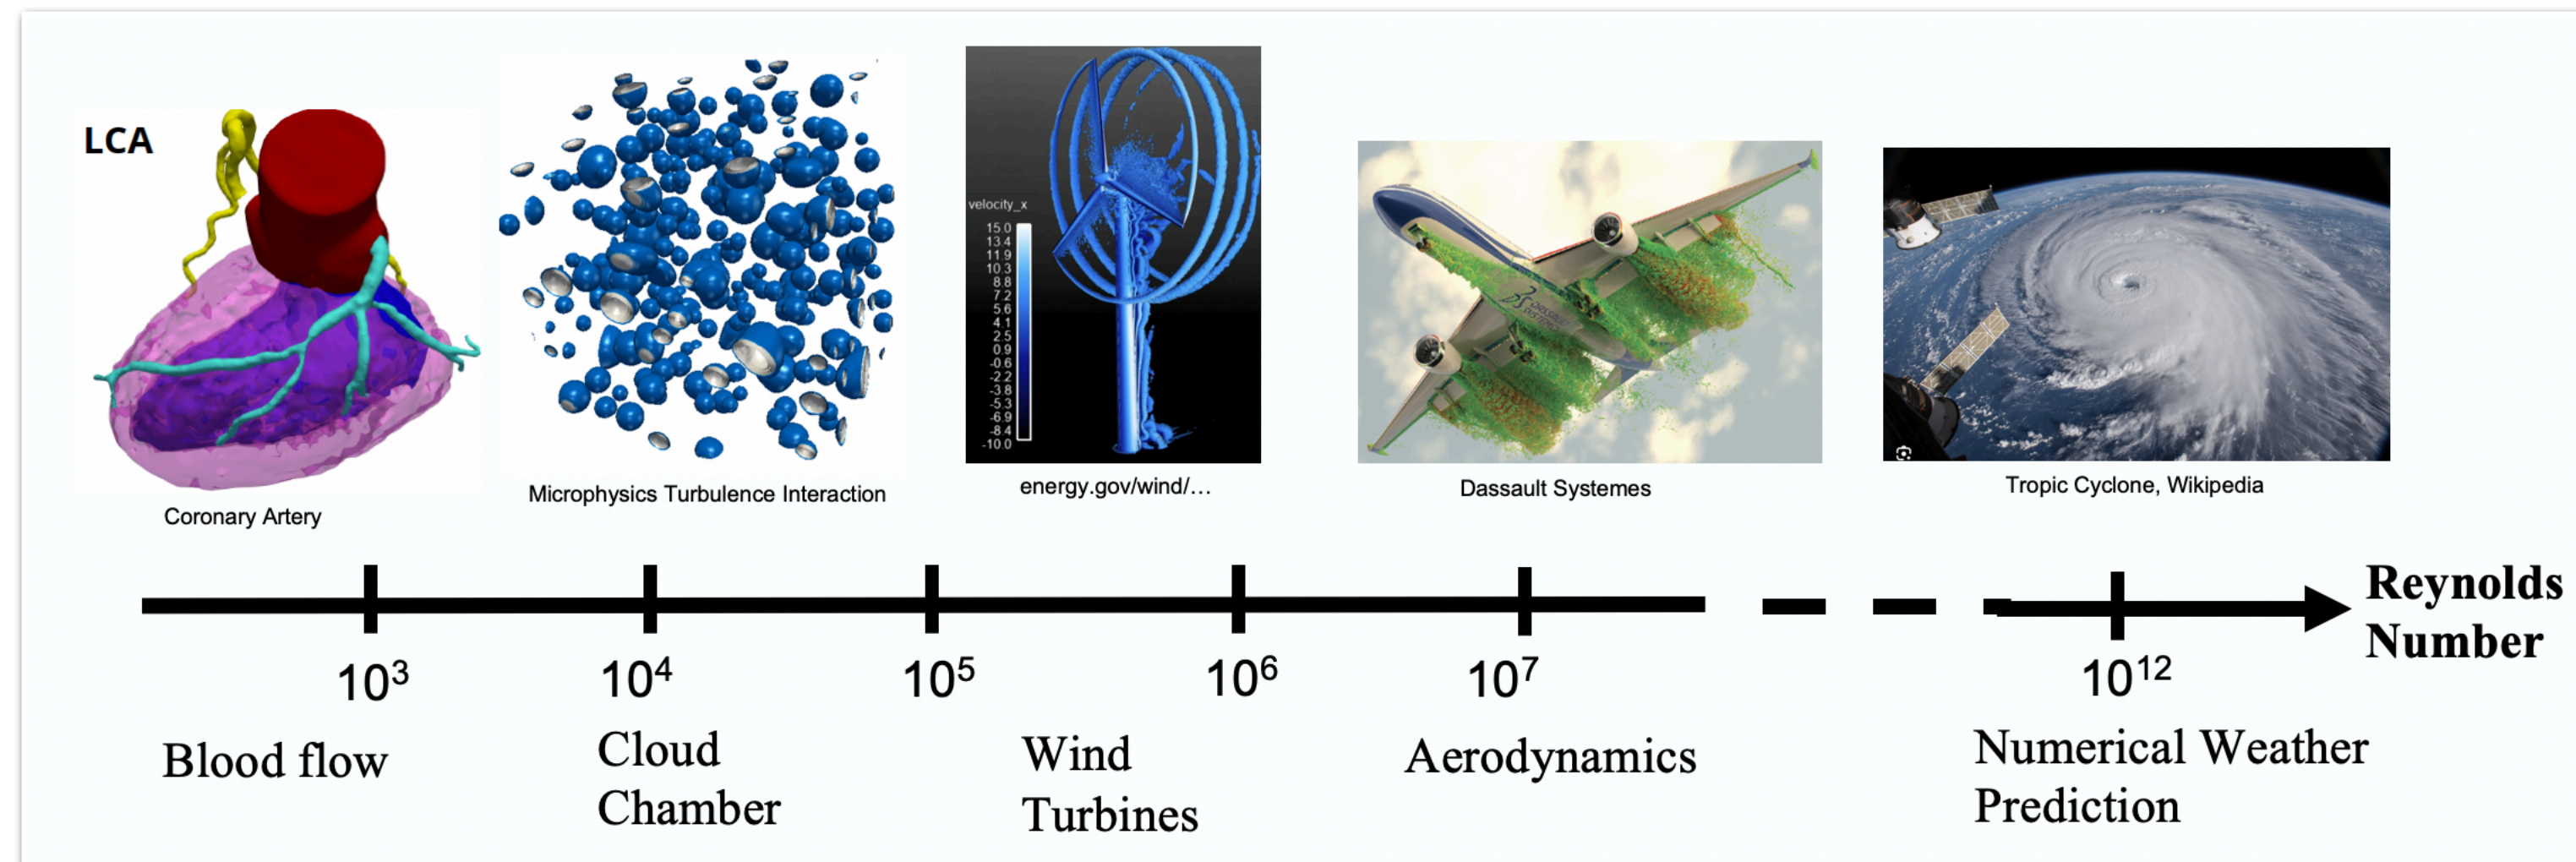 LCA
Coronary Artery
Microphysics Turbulence Interaction
velocity_x
15.0
13.4
11.9
10.3
8.8
7.2
5.6
4.1
2.5
0.9
-0.6
-2.2
-3.8
-5.3
-6.9
-8.4
-10.0
energy.gov/wind/…
DS DASSAULT
SYSTEMES
Dassault Systemes
Tropic Cyclone, Wikipedia
Reynolds
Number
10³
10⁴
10⁵
10⁶
10⁷
10¹²
Blood flow
Cloud
Chamber
Wind
Turbines
Aerodynamics
Numerical Weather
Prediction